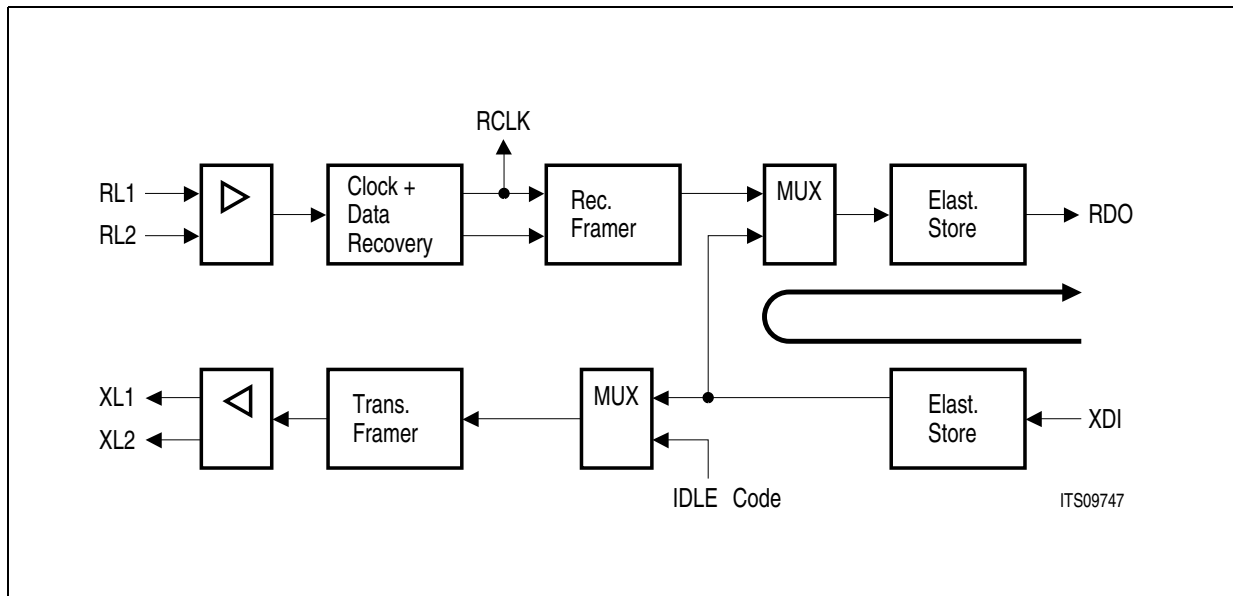 RCLK
RL1
RL2
Clock +
Data
Recovery
Rec.
Framer
MUX
Elast.
Store
RDO
XL1
XL2
Trans.
Framer
MUX
Elast.
Store
XDI
IDLE Code
ITS09747